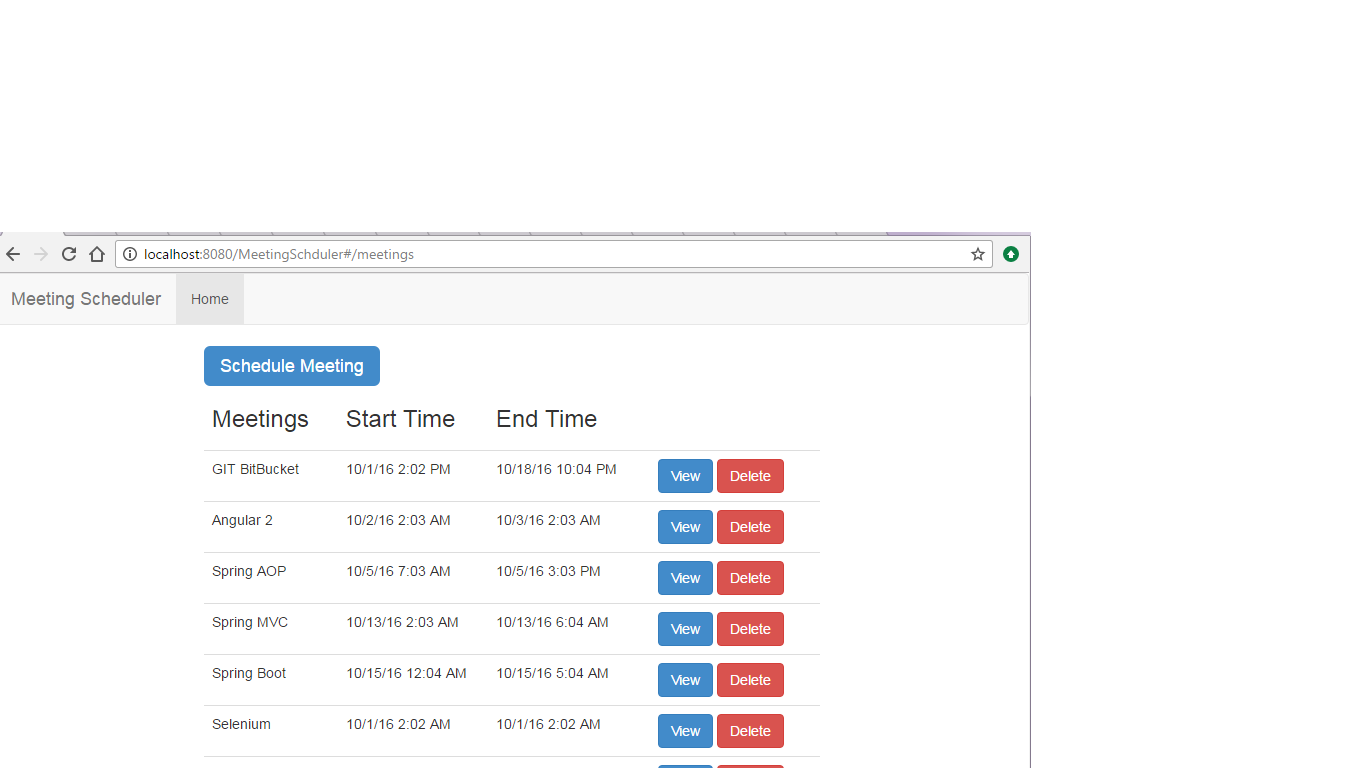 localhost:8080/MeetingSchduler#/meetings
Meeting Scheduler Home
Schedule Meeting
Meetings Start Time End Time
GIT BitBucket 10/1/16 2:02 PM 10/18/16 10:04 PM View Delete
Angular 2 10/2/16 2:03 AM 10/3/16 2:03 AM View Delete
Spring AOP 10/5/16 7:03 AM 10/5/16 3:03 PM View Delete
Spring MVC 10/13/16 2:03 AM 10/13/16 6:04 AM View Delete
Spring Boot 10/15/16 12:04 AM 10/15/16 5:04 AM View Delete
Selenium 10/1/16 2:02 AM 10/1/16 2:02 AM View Delete